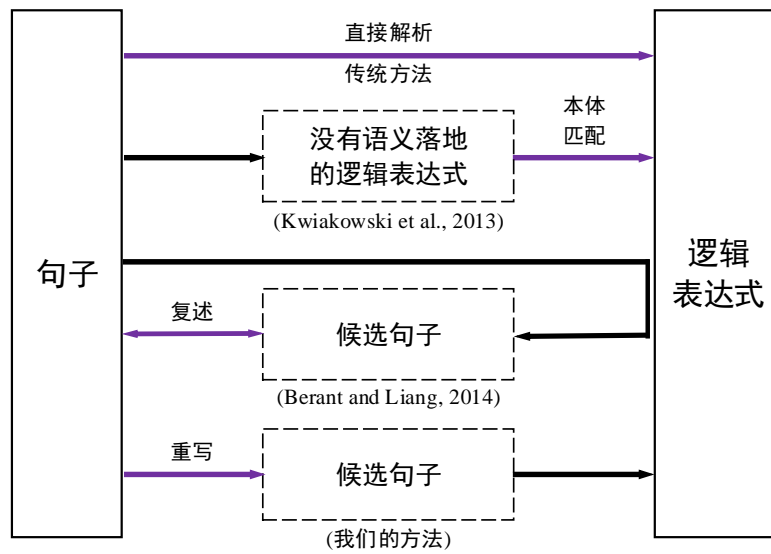 直接解析
传统方法
没有语义落地
的逻辑表达式
本体
匹配
(Kwiakowski et al., 2013)
句子
逻辑
表达式
复述
候选句子
(Berant and Liang, 2014)
重写
候选句子
(我们的方法)